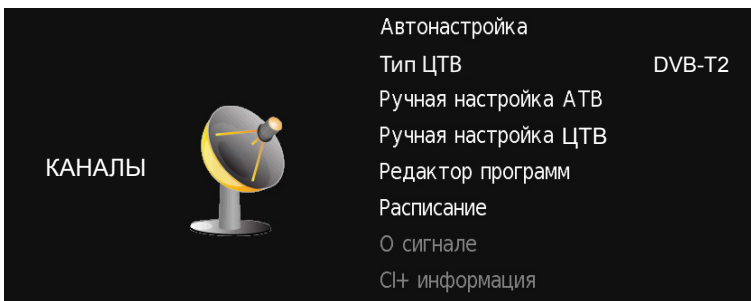 КАНАЛЫ
Автонастройка
Тип ЦТВ DVB-T2
Ручная настройка АТВ
Ручная настройка ЦТВ
Редактор программ
Расписание
О сигнале
CI+ информация